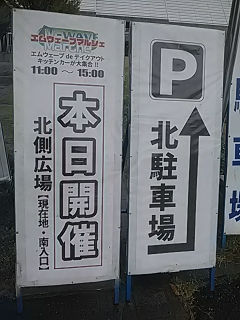 M-WAVE
Marche
エムウェーブマルシェ
エムウェーブ de テイクアウト
キッチンカーが大集合!!
11:00 〜 15:00
本日開催
北側広場【現在地・南入口】
P
北駐車場